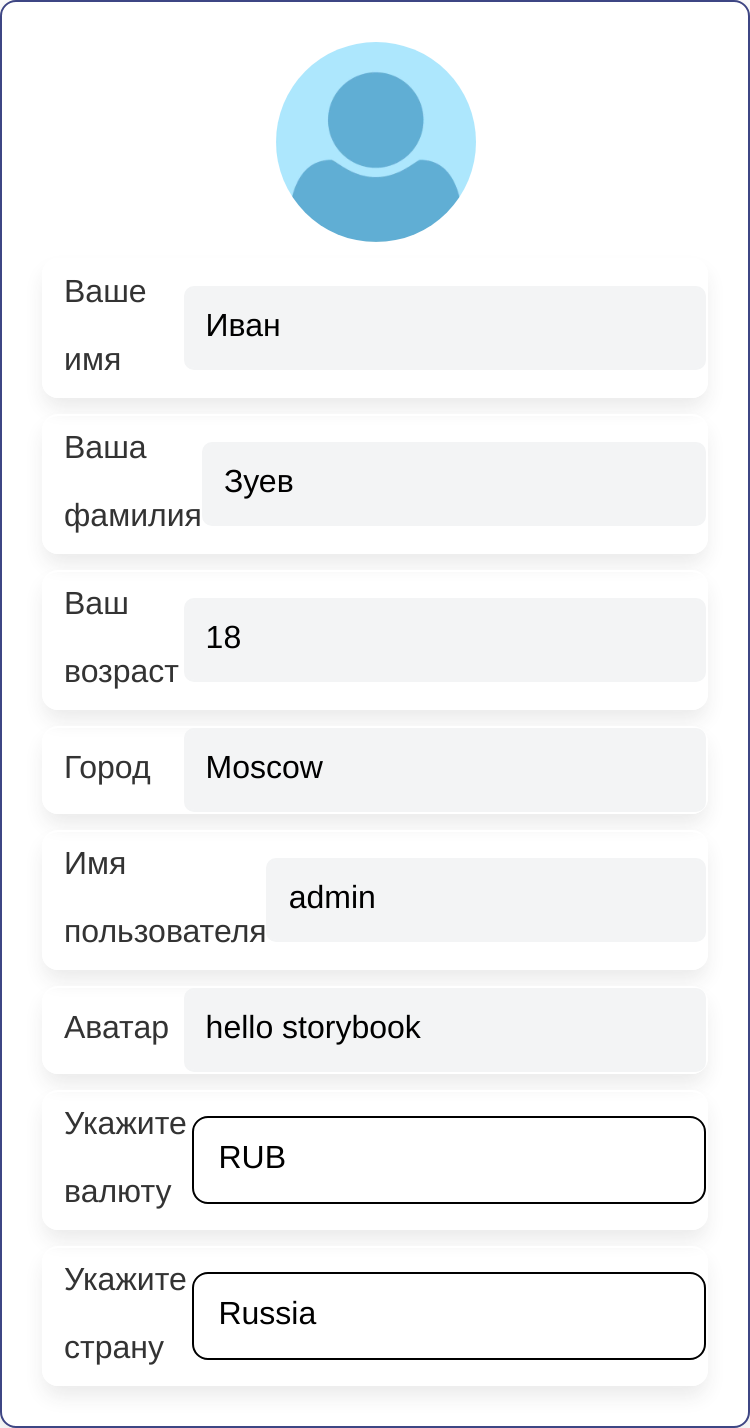 Ваше
имя
Иван
Ваша
фамилия
Зуев
Ваш
возраст
18
Город
Moscow
Имя
пользователя
admin
Аватар
hello storybook
Укажите
валюту
RUB
Укажите
страну
Russia